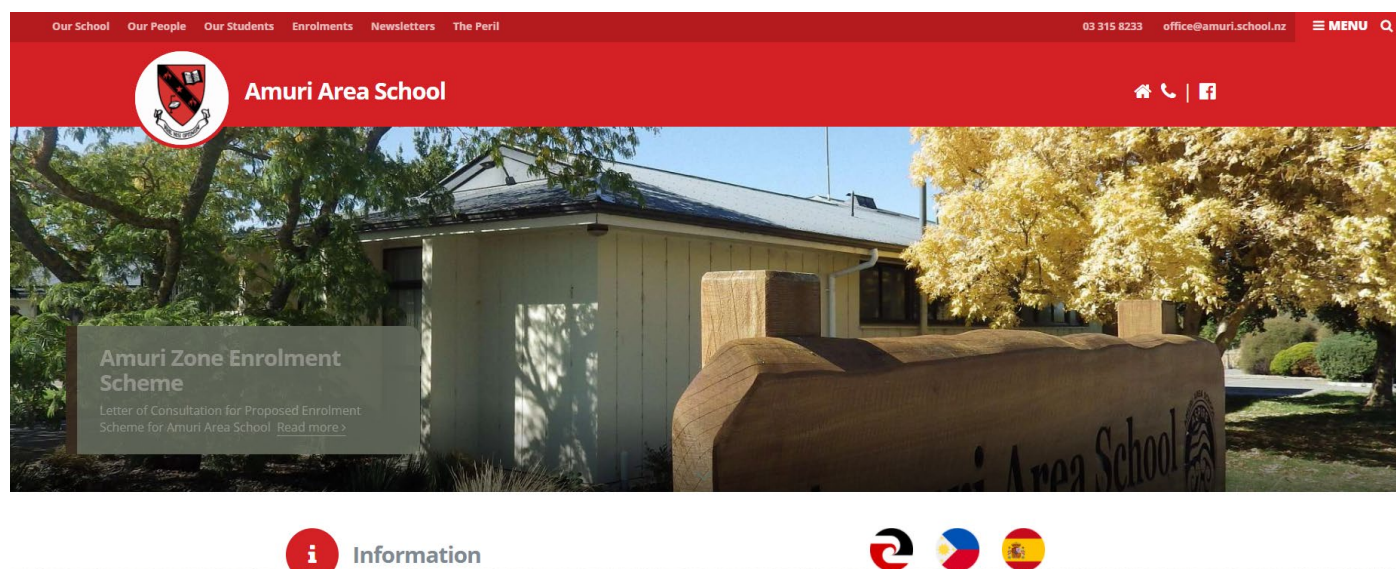 Our School Our People Our Students Enrolments Newsletters The Peril 03 315 8233 office@amuri.school.nz MENU
Amuri Area School
Amuri Zone Enrolment
Scheme
Letter of Consultation for Proposed Enrolment
Scheme for Amuri Area School Read more ›
Area School
Information